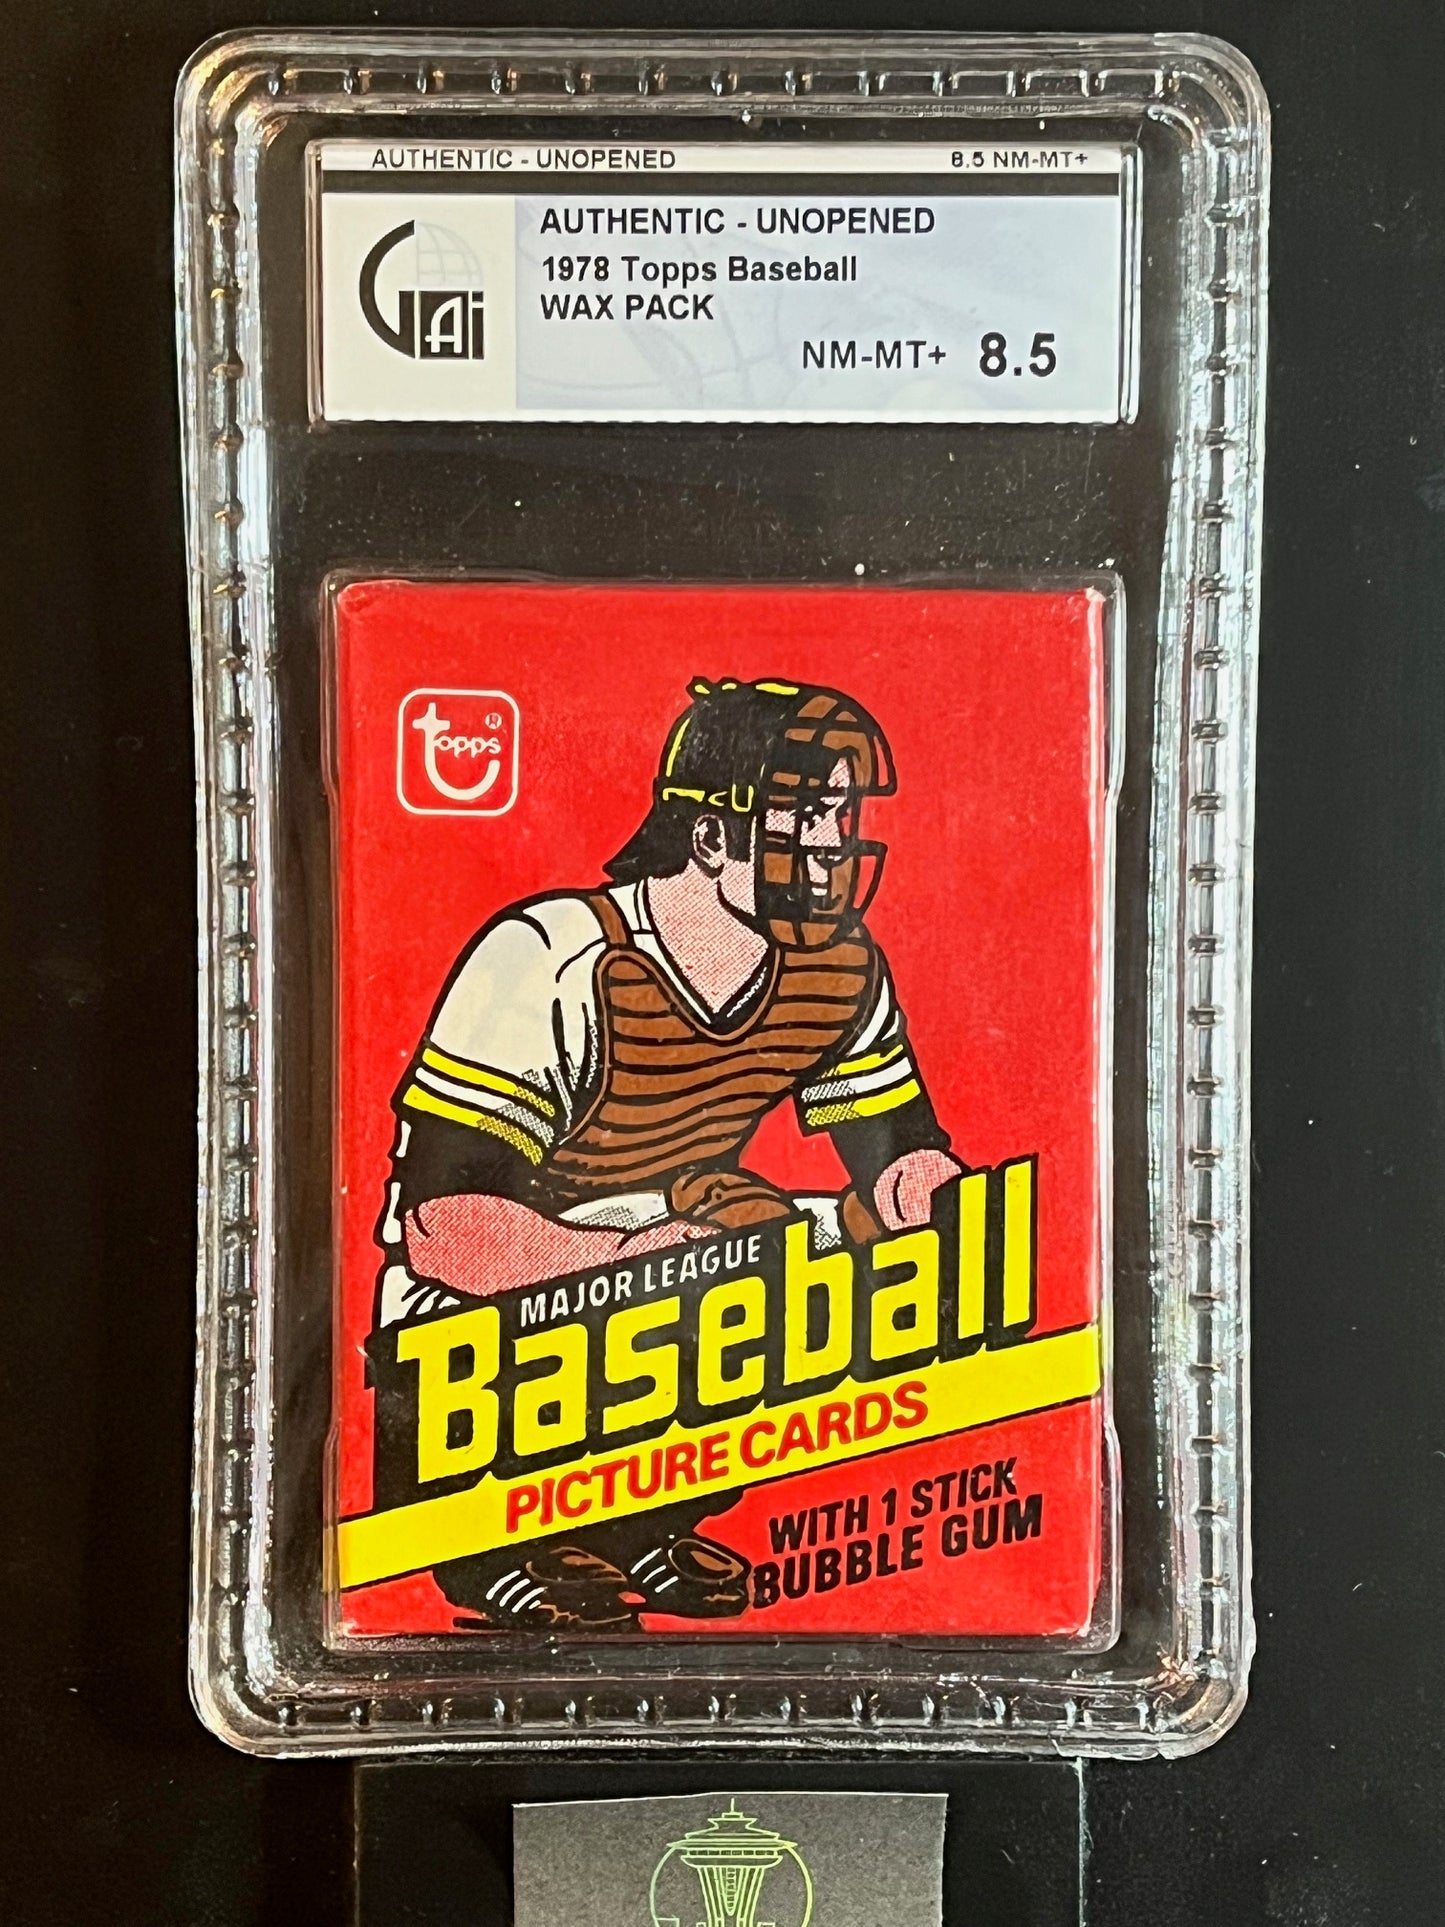 AUTHENTIC - UNOPENED 8.5 NM-MT+
AUTHENTIC - UNOPENED
1978 Topps Baseball
WAX PACK
NM-MT+ 8.5
GAi
topps®
MAJOR LEAGUE
Baseball
PICTURE CARDS
WITH 1 STICK
BUBBLE GUM